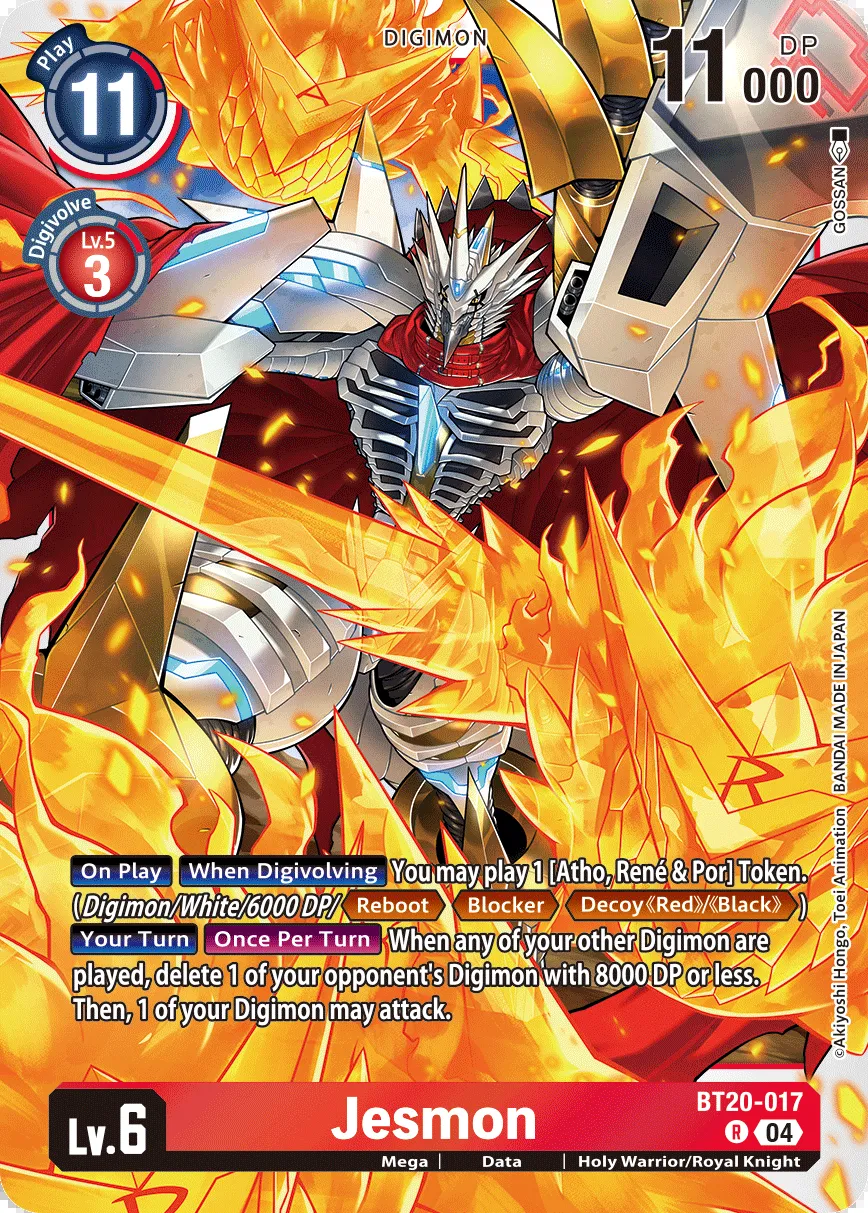 DIGIMON
Play
11
11000 DP
Digivolve
Lv.5
3
GOSSAN
R
On Play When Digivolving You may play 1 [Atho, René & Por] Token.
(Digimon/White/6000 DP/ Reboot Blocker Decoy《Red》/《Black》)
Your Turn Once Per Turn When any of your other Digimon are
played, delete 1 of your opponent's Digimon with 8000 DP or less.
Then, 1 of your Digimon may attack.
©Akiyoshi Hongo, Toei Animation BANDAI MADE IN JAPAN
Lv.6
Jesmon
BT20-017
R 04
Mega | Data | Holy Warrior/Royal Knight